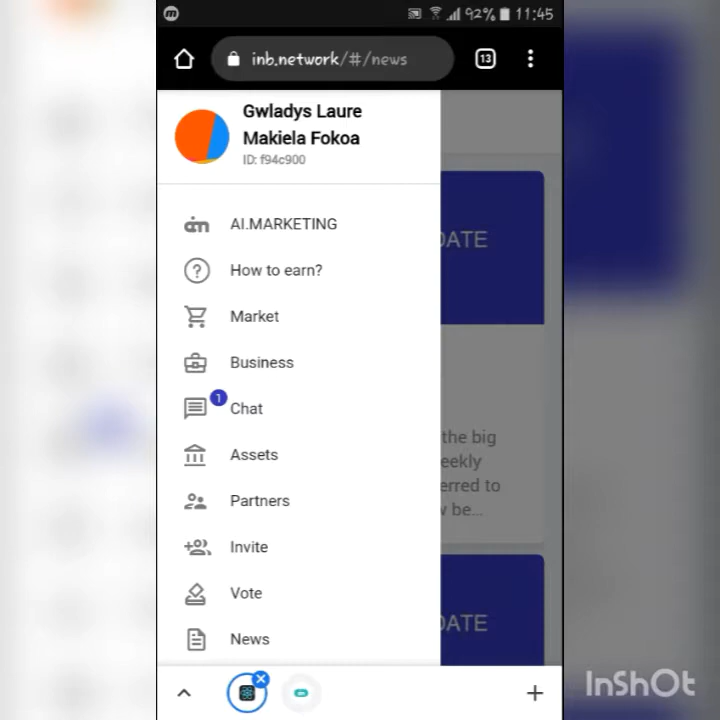 92% 11:45
inb.network/#/news
13
Gwladys Laure
Makiela Fokoa
ID: f94c900
AI.MARKETING
How to earn?
Market
Business
1
Chat
Assets
Partners
Invite
Vote
News
DATE
the big
eekly
erred to
be...
DATE
InShOt